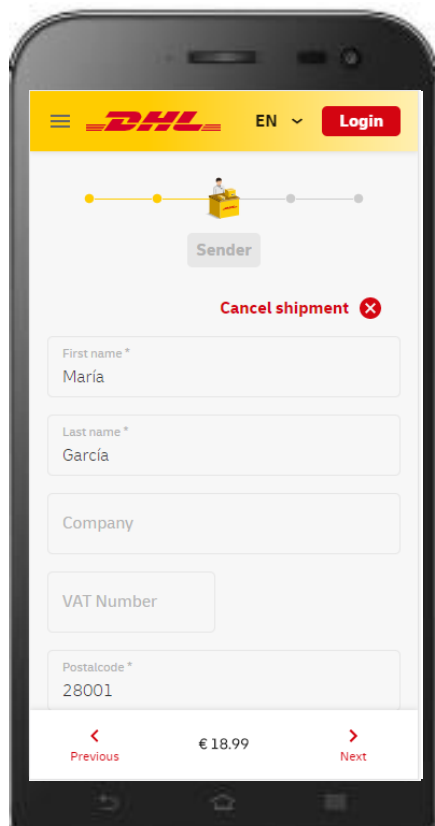 DHL
EN
Login
Sender
Cancel shipment
First name *
María
Last name *
García
Company
VAT Number
Postalcode *
28001
Previous
€ 18.99
Next